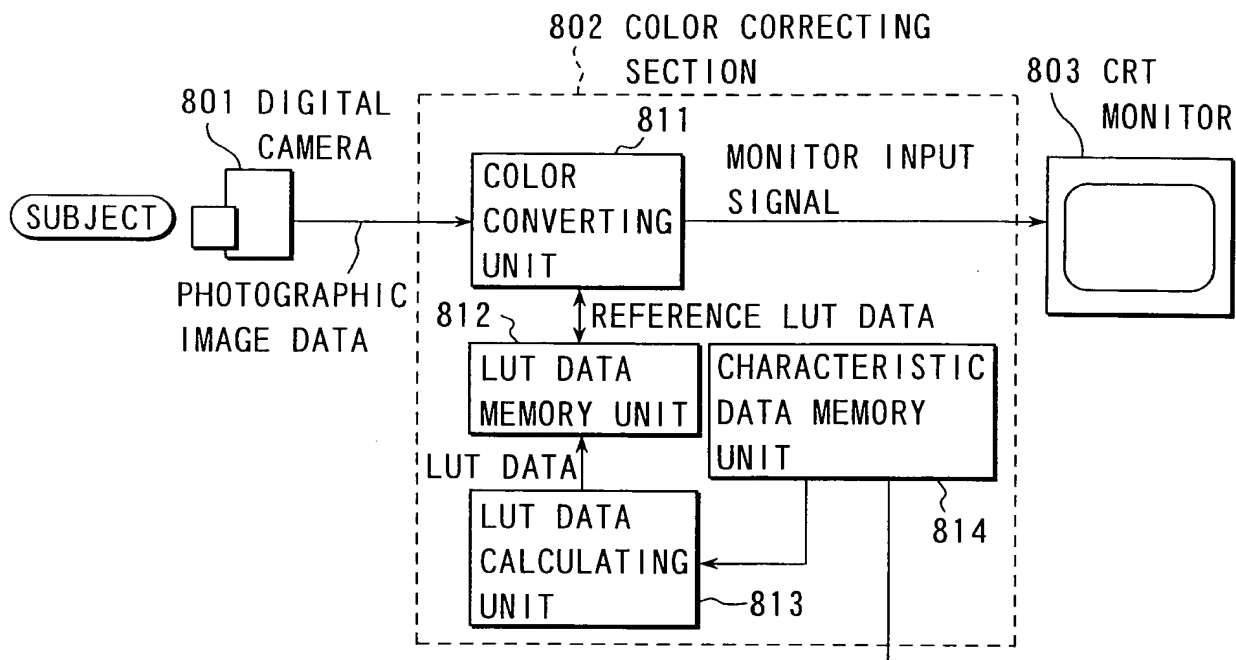 802 COLOR CORRECTING
SECTION
803 CRT
MONITOR
801 DIGITAL
CAMERA
811
COLOR
CONVERTING
UNIT
MONITOR INPUT
SIGNAL
SUBJECT
PHOTOGRAPHIC
IMAGE DATA
812
REFERENCE LUT DATA
LUT DATA
MEMORY UNIT
CHARACTERISTIC
DATA MEMORY
UNIT
LUT DATA
LUT DATA
CALCULATING
UNIT
814
813